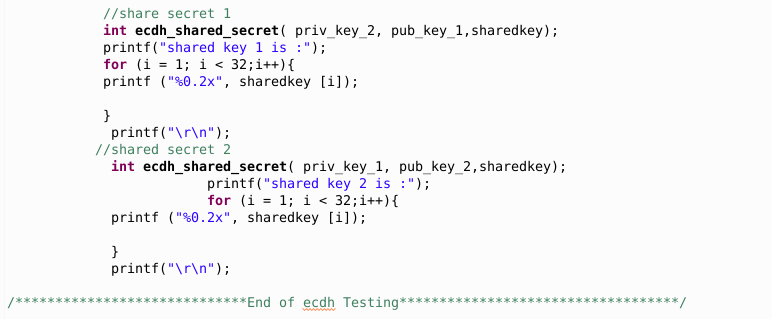 //share secret 1
int ecdh_shared_secret( priv_key_2, pub_key_1,sharedkey);
printf("shared key 1 is :");
for (i = 1; i < 32;i++){
printf ("%0.2x", sharedkey [i]);
}
printf("\r\n");
//shared secret 2
int ecdh_shared_secret( priv_key_1, pub_key_2,sharedkey);
printf("shared key 2 is :");
for (i = 1; i < 32;i++){
printf ("%0.2x", sharedkey [i]);
}
printf("\r\n");
/*****************************End of ecdh Testing***********************************/